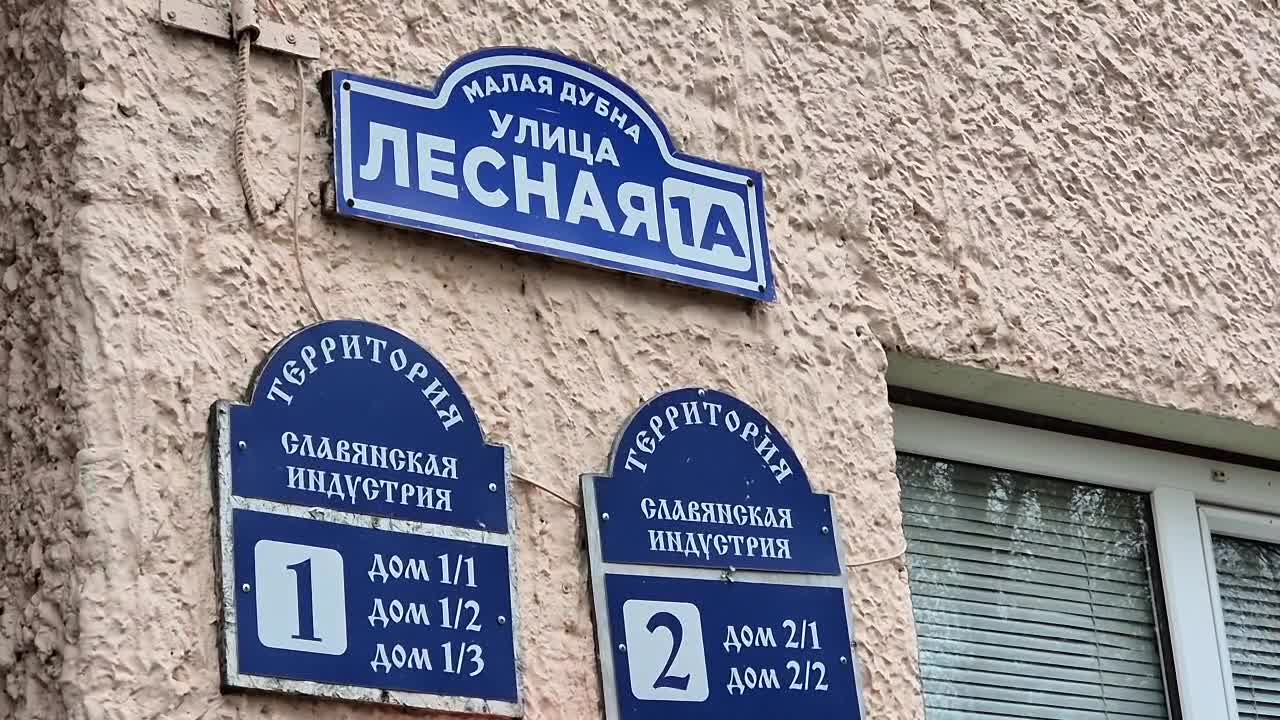 МАЛАЯ ДУБНА
УЛИЦА
ЛЕСНАЯ 1А
ТЕРРИТОРИЯ
СЛАВЯНСКАЯ
ИНДУСТРИЯ
1
ДОМ 1/1
ДОМ 1/2
ДОМ 1/3
ТЕРРИТОРИЯ
СЛАВЯНСКАЯ
ИНДУСТРИЯ
2
ДОМ 2/1
ДОМ 2/2